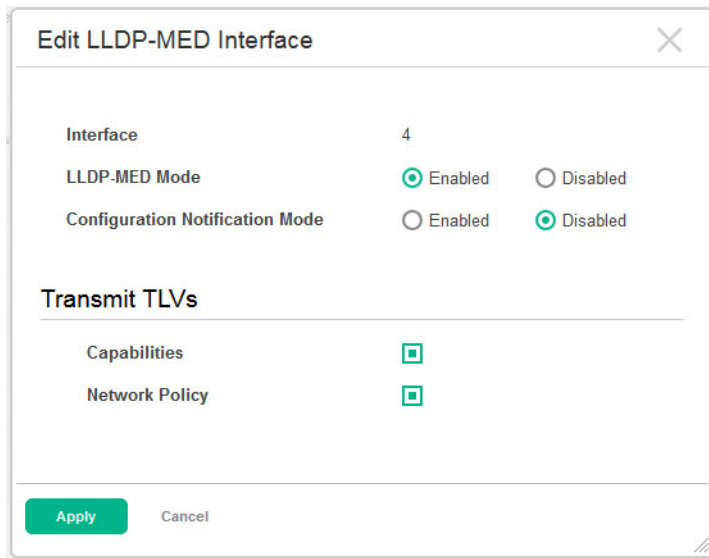 Edit LLDP-MED Interface
Interface 4
LLDP-MED Mode Enabled Disabled
Configuration Notification Mode Enabled Disabled
Transmit TLVs
Capabilities
Network Policy
Apply Cancel